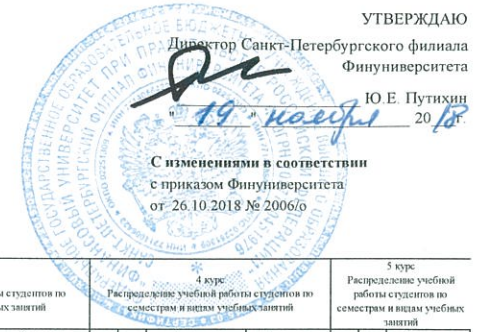 УТВЕРЖДАЮ
Директор Санкт-Петербургского филиала
Финуниверситета
Ю.Е. Путихин
" 19 " ноября 20 18 г.
С изменениями в соответствии
с приказом Финуниверситета
от 26.10.2018 № 2006/о
4 курс
Распределение учебной работы студентов по
семестрам и видам учебных занятий
5 курс
Распределение учебной
работы студентов по
семестрам и видам учебных
занятий
студентов по
занятий